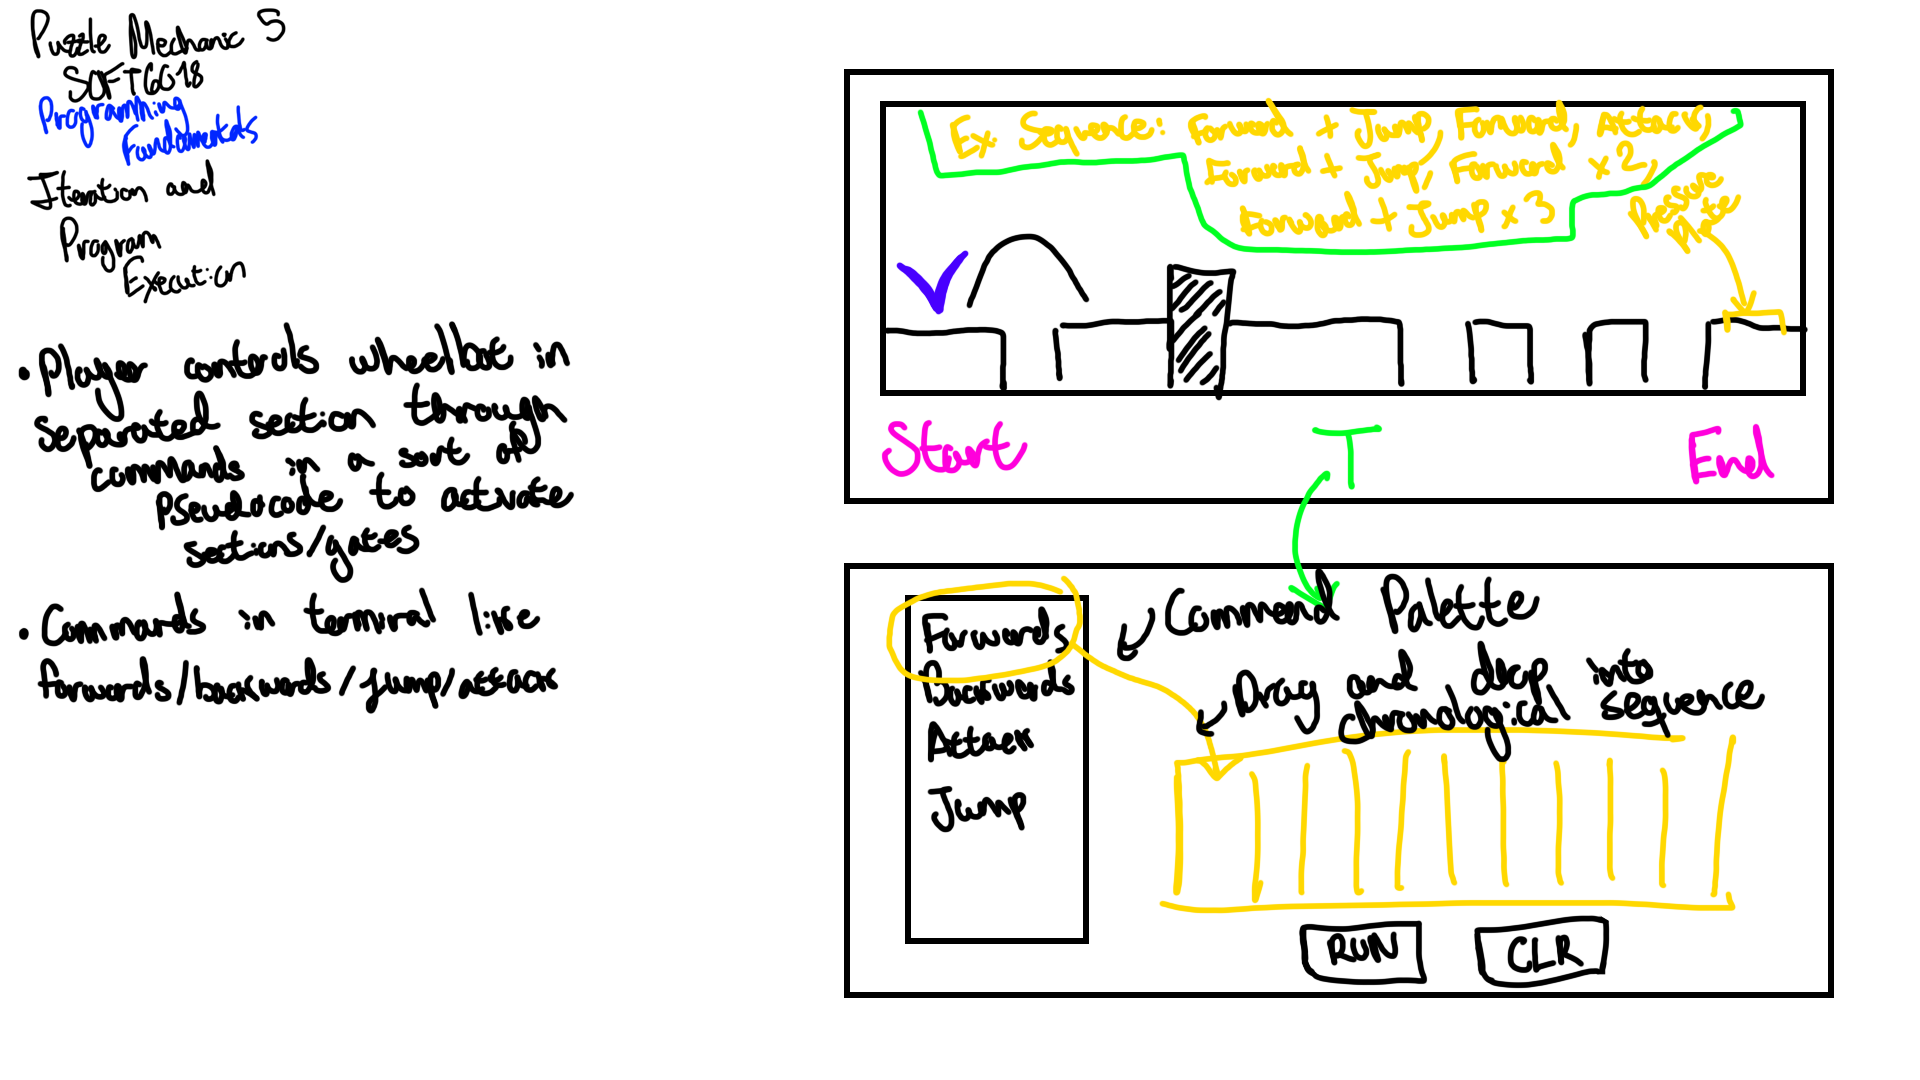 Puzzle Mechanic 5
SOFT6018
Programming
Fundamentals
Iteration and
Program
Execution
• Player controls wheelbot in
separated section through
commands in a sort of
pseudocode to activate
sections/gates
• Commands in terminal like
forwards/backwards/jump/attack
Ex. Sequence: Forward + Jump, Forward, Attack,
Forward + Jump, Forward x 2,
Forward + Jump x 3
Pressure
Plate
Start
End
Forwards
Backwards
Attack
Jump
Command Palette
Drag and drop into
chronological sequence
RUN
CLR